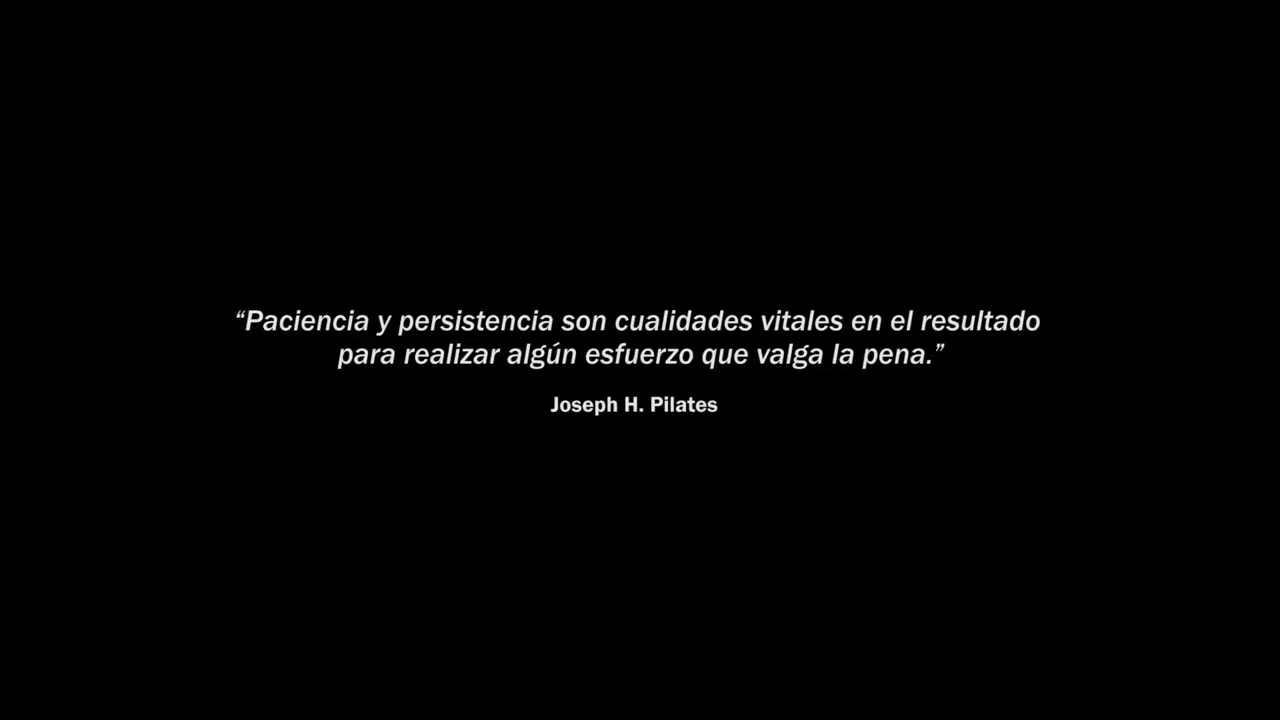 “Paciencia y persistencia son cualidades vitales en el resultado
para realizar algún esfuerzo que valga la pena.”
Joseph H. Pilates